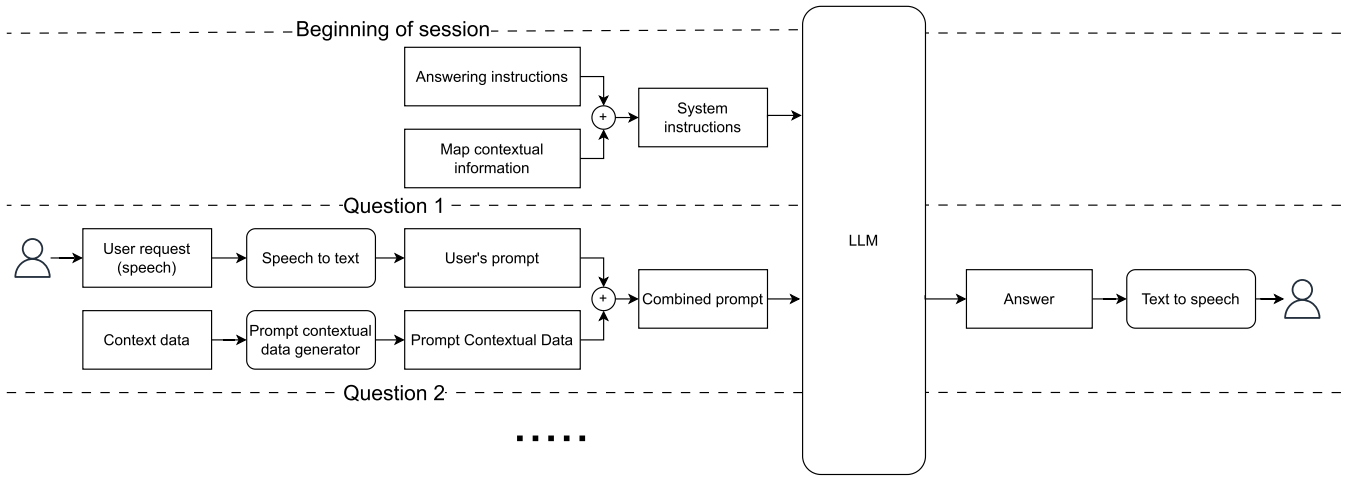 Beginning of session
Answering instructions
+
System
instructions
Map contextual
information
Question 1
User request
(speech)
Speech to text
User's prompt
+
Combined prompt
Context data
Prompt contextual
data generator
Prompt Contextual Data
LLM
Answer
Text to speech
Question 2
.....